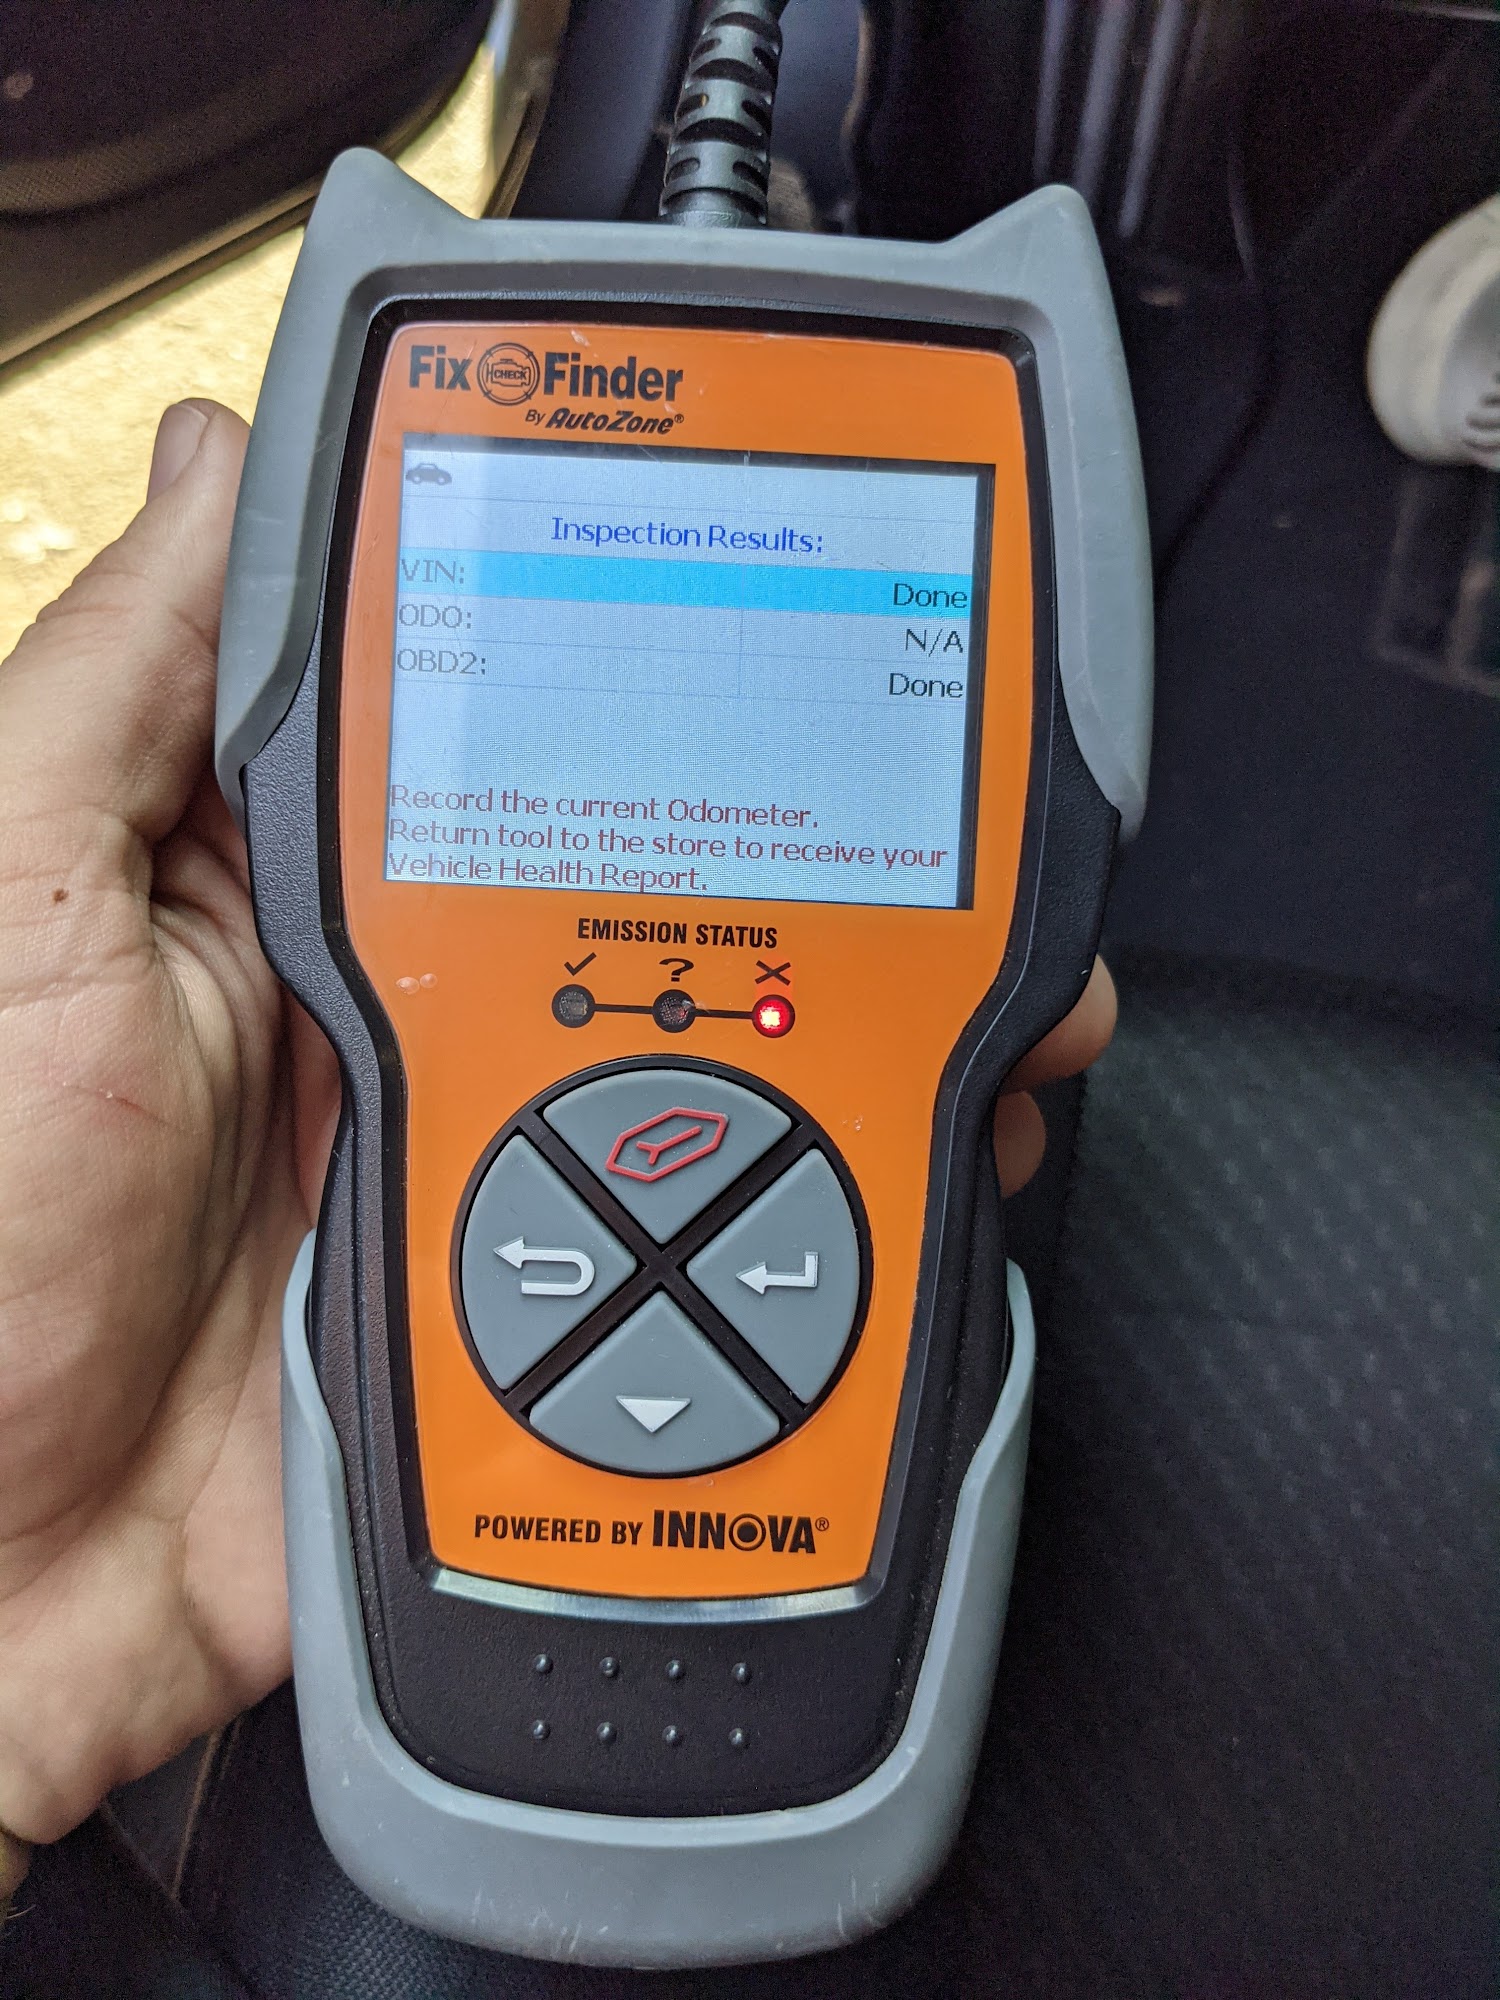 Fix CHECK Finder
By AutoZone®
Inspection Results:
VIN: Done
ODO: N/A
OBD2: Done
Record the current Odometer.
Return tool to the store to receive your
Vehicle Health Report.
EMISSION STATUS
✓ ? X
POWERED BY INNOVA®